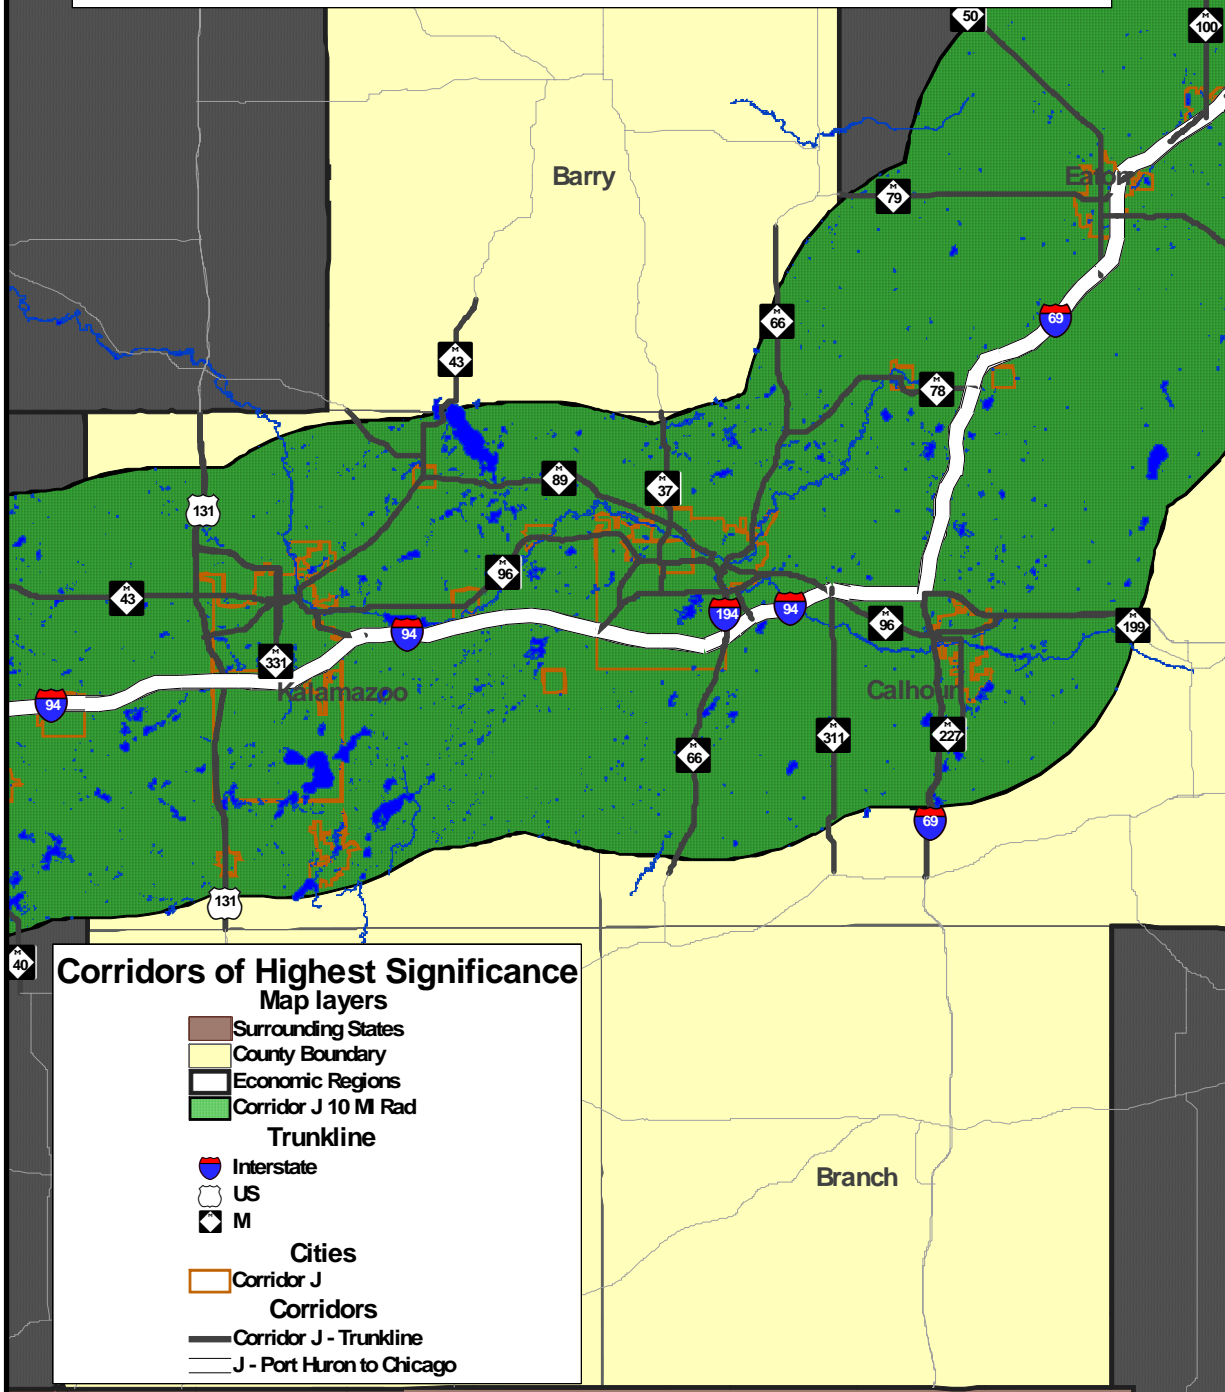 50
M
100
Barry
Eaton
M
79
M
66
69
M
43
M
78
M
89
M
37
131
M
96
M
43
194
94
M
96
M
199
94
M
331
Kalamazoo
Calhoun
94
M
311
M
227
M
66
69
131
M
40
Corridors of Highest Significance
Map layers
Surrounding States
County Boundary
Economic Regions
Corridor J 10 MI Rad
Trunkline
Interstate
US
M
M
Cities
Corridor J
Corridors
Corridor J - Trunkline
J - Port Huron to Chicago
Branch